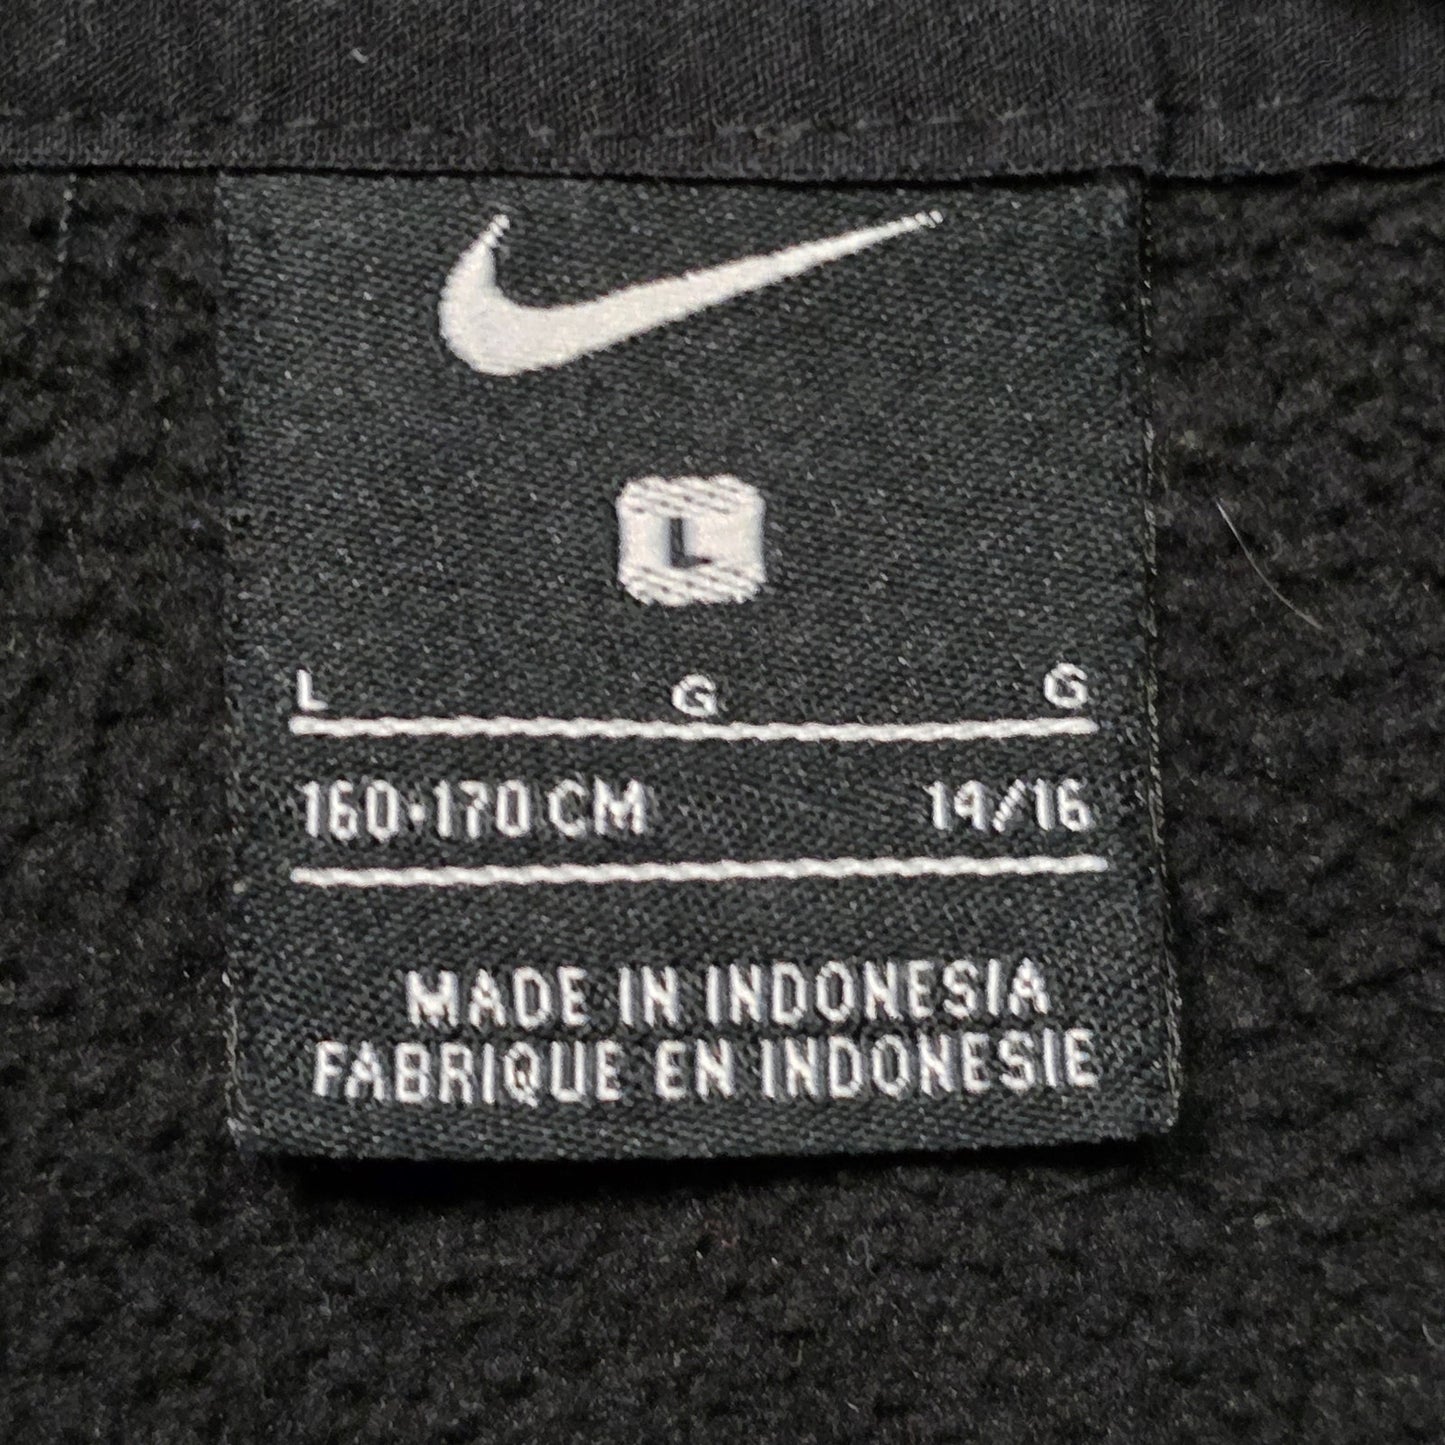 L
L G G
160-170 CM 14/16
MADE IN INDONESIA
FABRIQUE EN INDONESIE